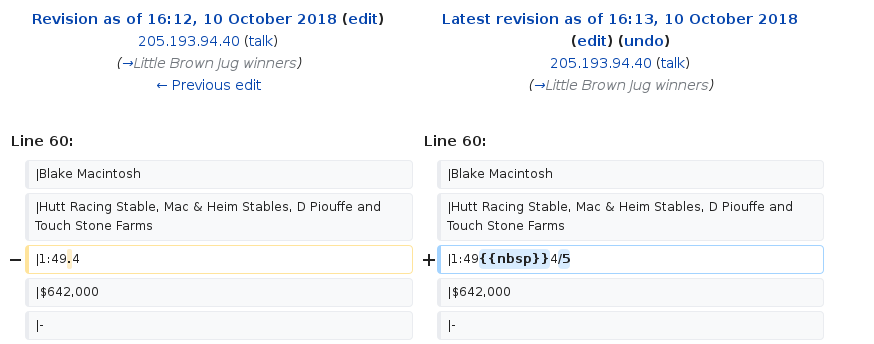 Revision as of 16:12, 10 October 2018 (edit)
205.193.94.40 (talk)
(→Little Brown Jug winners)
← Previous edit
Latest revision as of 16:13, 10 October 2018
(edit) (undo)
205.193.94.40 (talk)
(→Little Brown Jug winners)
Line 60:
Line 60:
|Blake Macintosh
|Blake Macintosh
|Hutt Racing Stable, Mac & Heim Stables, D Piouffe and
Touch Stone Farms
|Hutt Racing Stable, Mac & Heim Stables, D Piouffe and
Touch Stone Farms
− |1:49.4
+ |1:49{{nbsp}}4/5
|$642,000
|$642,000
|-
|-